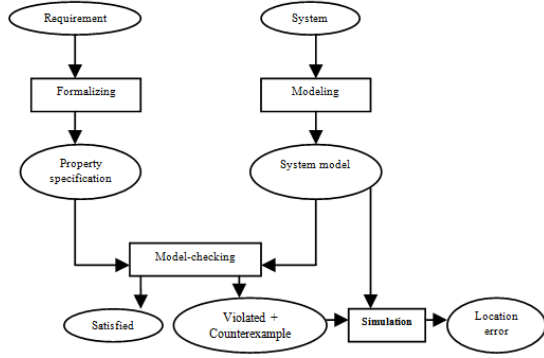 Requirement
System
Formalizing
Modeling
Property
specification
System model
Model-checking
Satisfied
Violated +
Counterexample
Simulation
Location
error